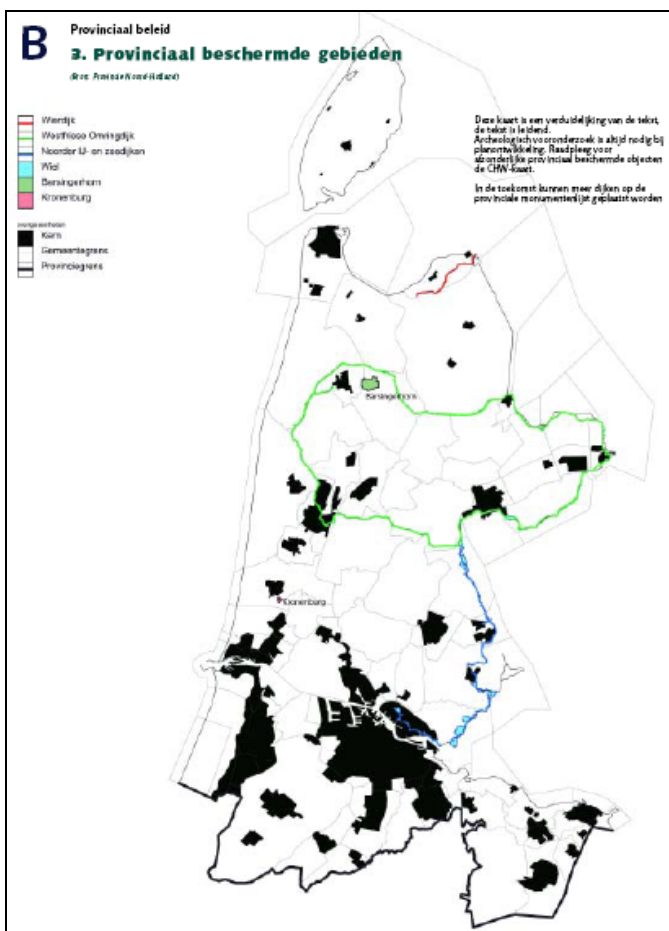 B
Provinciaal beleid
3. Provinciaal beschermde gebieden
(Bron: Provincie Noord-Holland)
Wierdijk
Westfriese Omringdijk
Noorder IJ- en zeedijken
Wiel
Barsingerhorn
Kronenburg
Kern
Gemeentegrens
Provinciegrens
Deze kaart is een verduidelijking van de tekst,
de tekst is leidend.
Archeologisch vooronderzoek is altijd nodig bij
planontwikkeling. Raadpleeg voor
afzonderlijke provinciaal beschermde objecten
de CHW-kaart.
In de toekomst kunnen meer dijken op de
provinciale monumentenlijst geplaatst worden
Barsingerhorn
Kronenburg